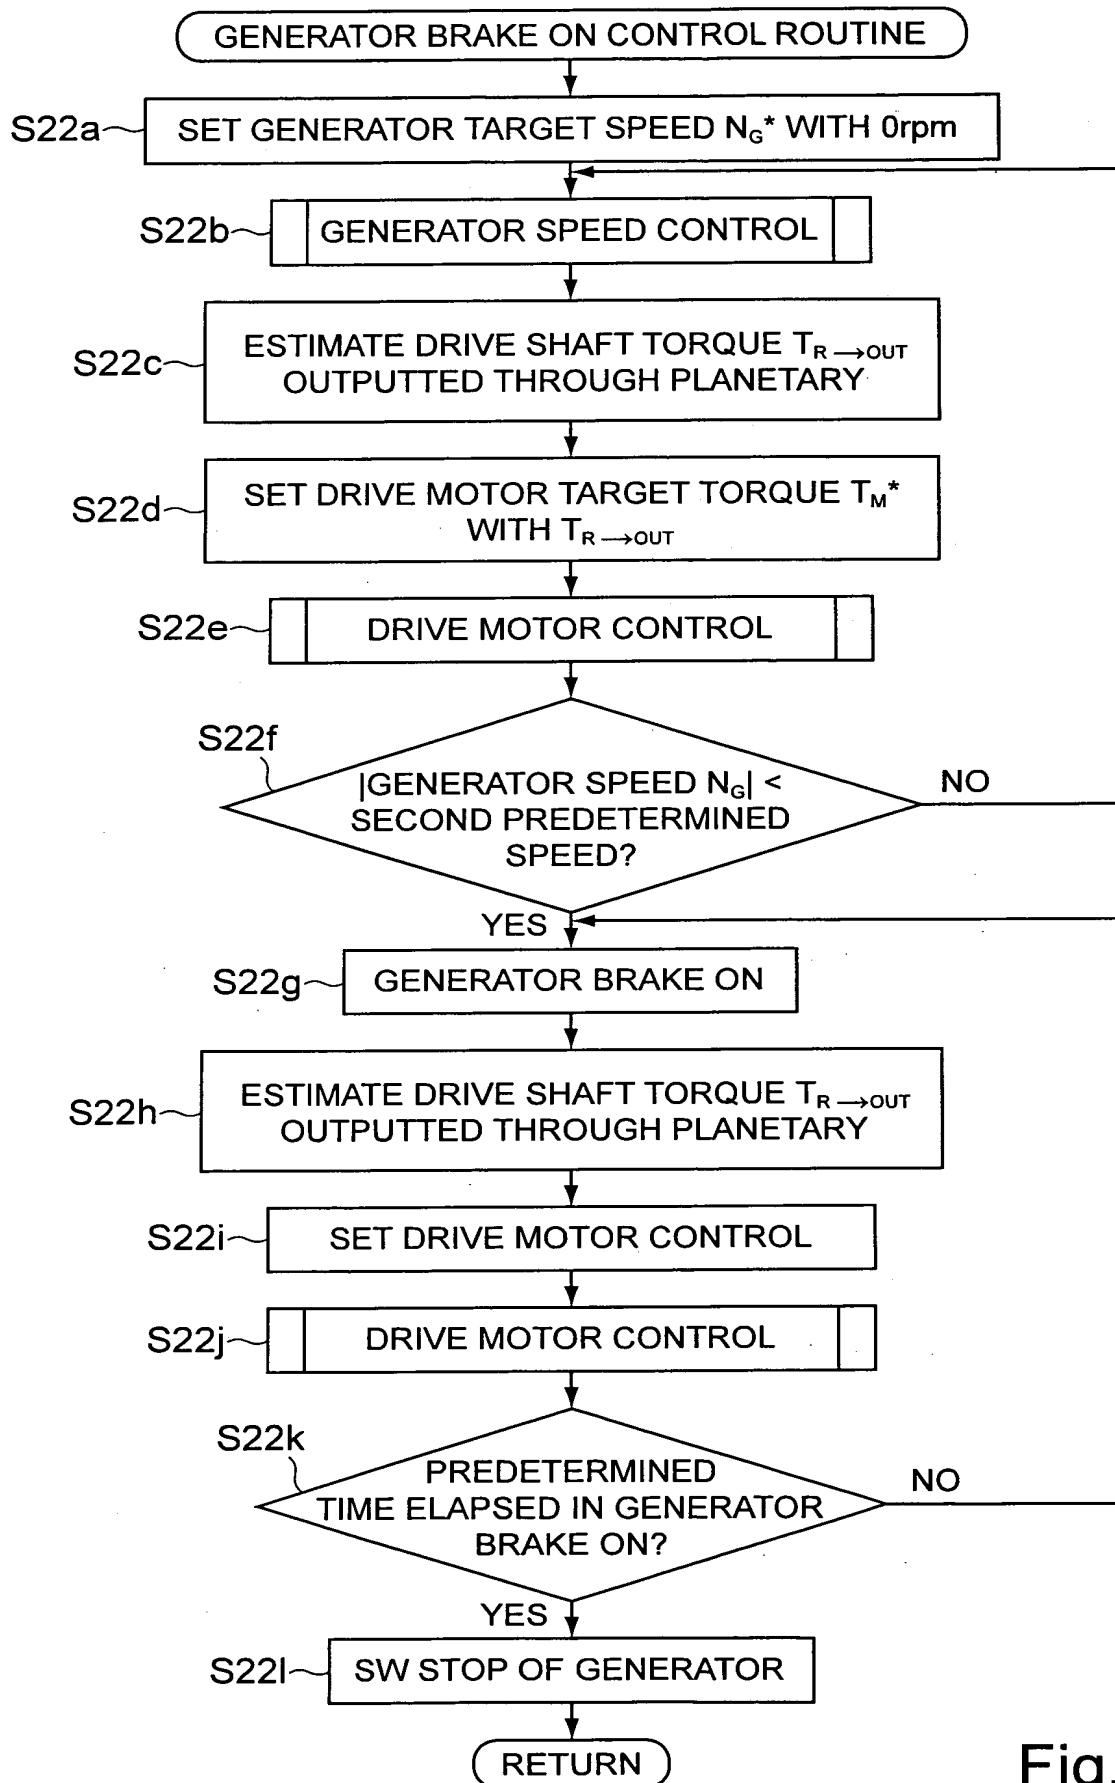 GENERATOR BRAKE ON CONTROL ROUTINE
S22a
SET GENERATOR TARGET SPEED NG* WITH 0rpm
S22b
GENERATOR SPEED CONTROL
S22c
ESTIMATE DRIVE SHAFT TORQUE TR→OUT
OUTPUTTED THROUGH PLANETARY
S22d
SET DRIVE MOTOR TARGET TORQUE TM*
WITH TR→OUT
S22e
DRIVE MOTOR CONTROL
S22f
|GENERATOR SPEED NG| <
SECOND PREDETERMINED
SPEED?
NO
YES
S22g
GENERATOR BRAKE ON
S22h
ESTIMATE DRIVE SHAFT TORQUE TR→OUT
OUTPUTTED THROUGH PLANETARY
S22i
SET DRIVE MOTOR CONTROL
S22j
DRIVE MOTOR CONTROL
S22k
PREDETERMINED
TIME ELAPSED IN GENERATOR
BRAKE ON?
NO
YES
S22l
SW STOP OF GENERATOR
RETURN
Fig.